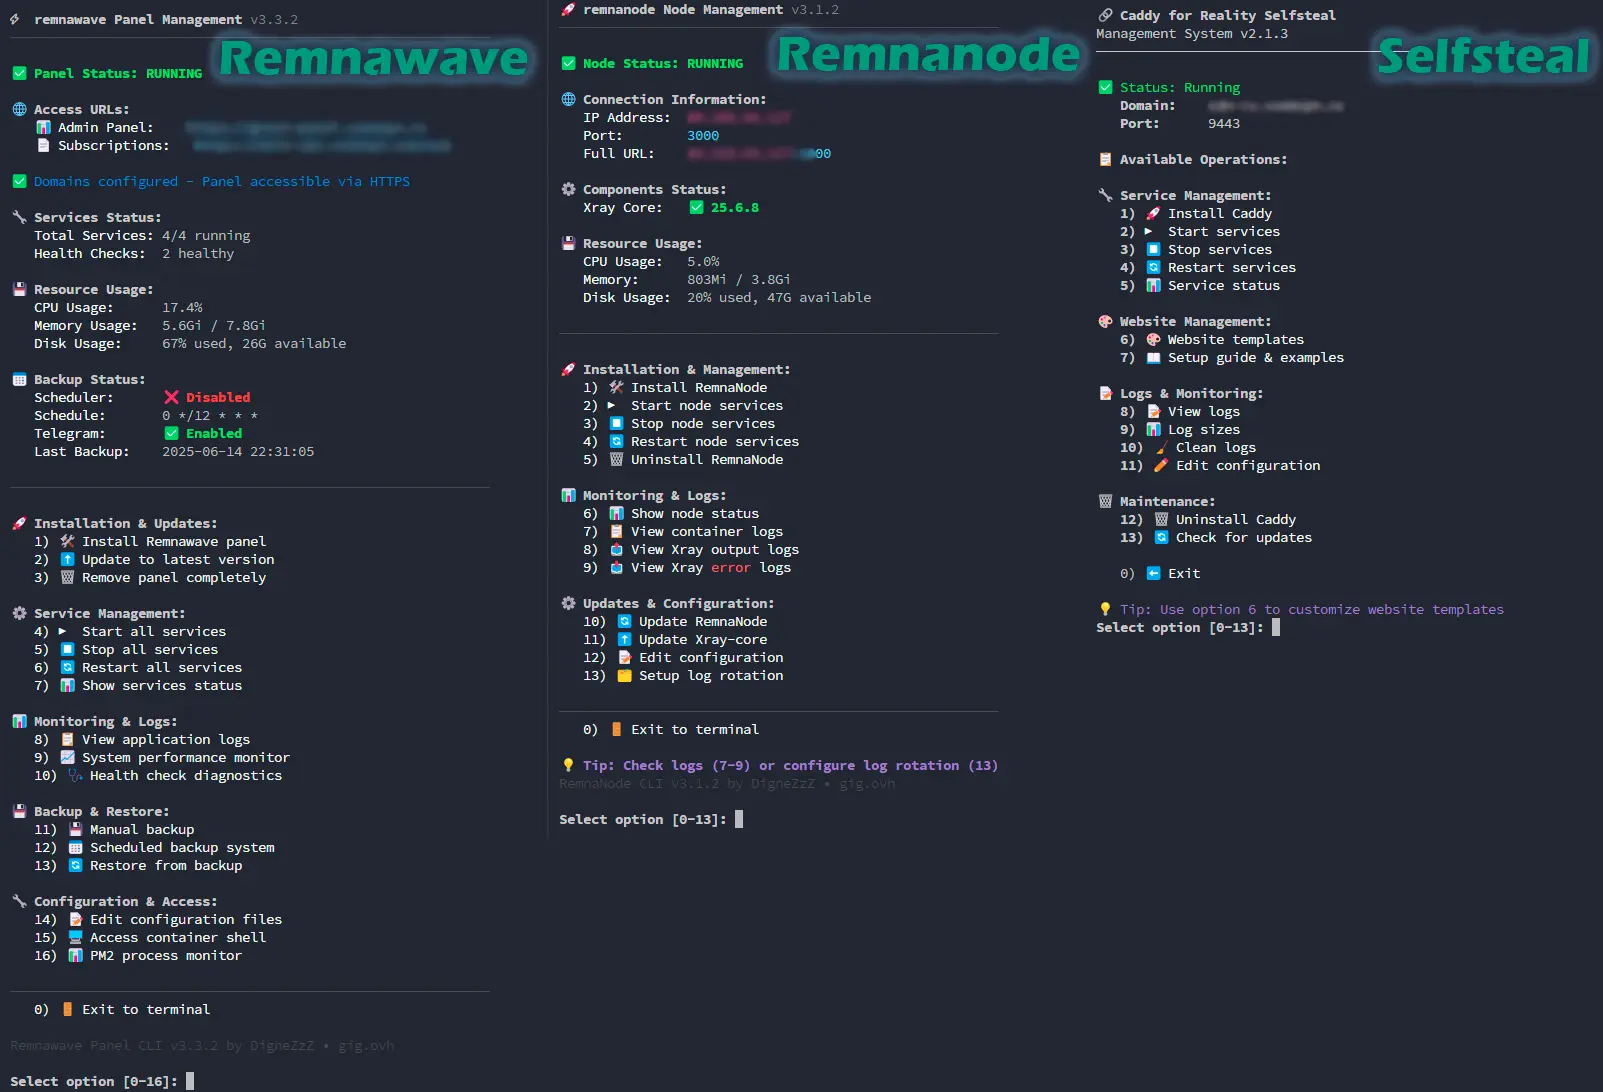 remnawave Panel Management v3.3.2
Remnawave
Panel Status: RUNNING
Access URLs:
Admin Panel:
Subscriptions:
Domains configured - Panel accessible via HTTPS
Services Status:
Total Services: 4/4 running
Health Checks: 2 healthy
Resource Usage:
CPU Usage: 17.4%
Memory Usage: 5.6Gi / 7.8Gi
Disk Usage: 67% used, 26G available
Backup Status:
Scheduler: Disabled
Schedule: 0 */12 * * *
Telegram: Enabled
Last Backup: 2025-06-14 22:31:05
Installation & Updates:
1) Install Remnawave panel
2) Update to latest version
3) Remove panel completely
Service Management:
4) Start all services
5) Stop all services
6) Restart all services
7) Show services status
Monitoring & Logs:
8) View application logs
9) System performance monitor
10) Health check diagnostics
Backup & Restore:
11) Manual backup
12) Scheduled backup system
13) Restore from backup
Configuration & Access:
14) Edit configuration files
15) Access container shell
16) PM2 process monitor
0) Exit to terminal
Remnawave Panel CLI v3.3.2 by DigneZzZ • gig.ovh
Select option [0-16]:
remnanode Node Management v3.1.2
Remnanode
Node Status: RUNNING
Connection Information:
IP Address:
Port: 3000
Full URL:
Components Status:
Xray Core: 25.6.8
Resource Usage:
CPU Usage: 5.0%
Memory: 803Mi / 3.8Gi
Disk Usage: 20% used, 47G available
Installation & Management:
1) Install RemnaNode
2) Start node services
3) Stop node services
4) Restart node services
5) Uninstall RemnaNode
Monitoring & Logs:
6) Show node status
7) View container logs
8) View Xray output logs
9) View Xray error logs
Updates & Configuration:
10) Update RemnaNode
11) Update Xray-core
12) Edit configuration
13) Setup log rotation
0) Exit to terminal
Tip: Check logs (7-9) or configure log rotation (13)
RemnaNode CLI v3.1.2 by DigneZzZ • gig.ovh
Select option [0-13]:
Caddy for Reality Selfsteal
Management System v2.1.3
Selfsteal
Status: Running
Domain:
Port: 9443
Available Operations:
Service Management:
1) Install Caddy
2) Start services
3) Stop services
4) Restart services
5) Service status
Website Management:
6) Website templates
7) Setup guide & examples
Logs & Monitoring:
8) View logs
9) Log sizes
10) Clean logs
11) Edit configuration
Maintenance:
12) Uninstall Caddy
13) Check for updates
0) Exit
Tip: Use option 6 to customize website templates
Select option [0-13]: